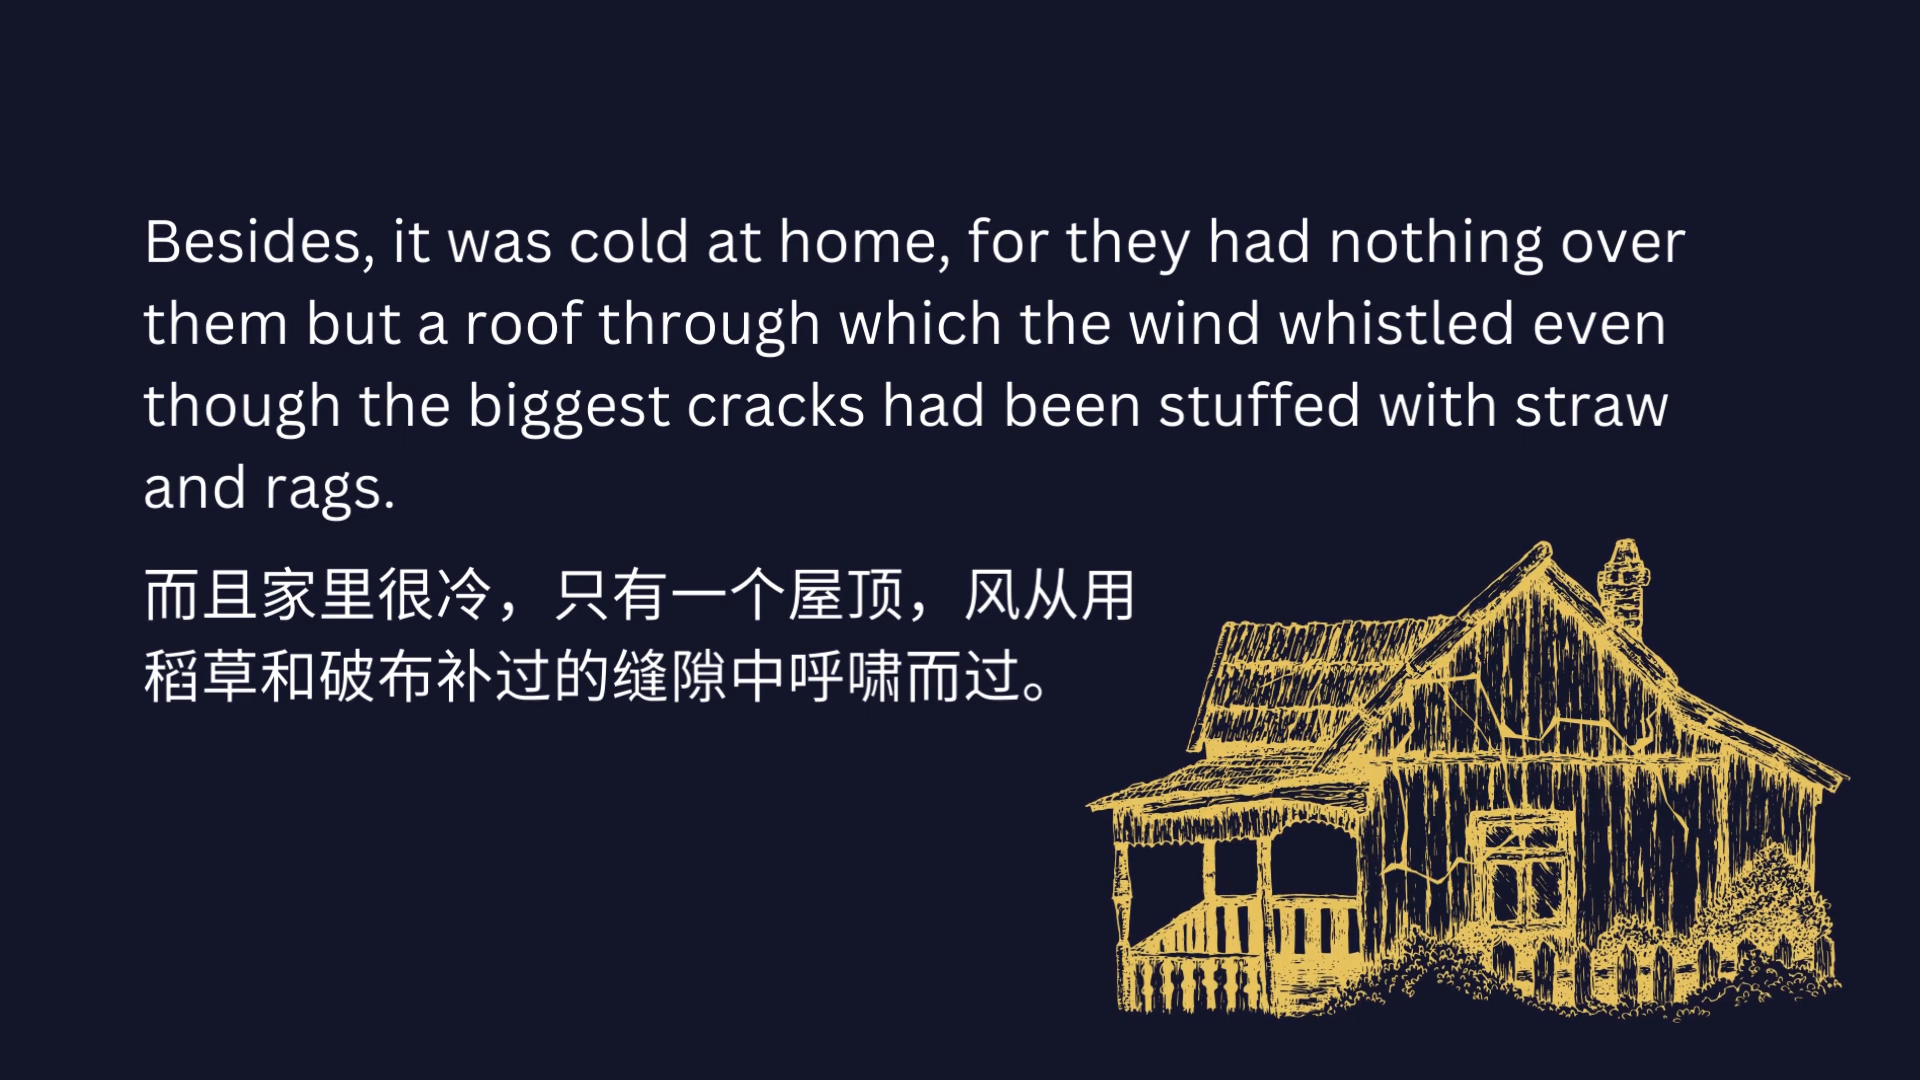 Besides, it was cold at home, for they had nothing over
them but a roof through which the wind whistled even
though the biggest cracks had been stuffed with straw
and rags.
而且家里很冷，只有一个屋顶，风从用
稻草和破布补过的缝隙中呼啸而过。